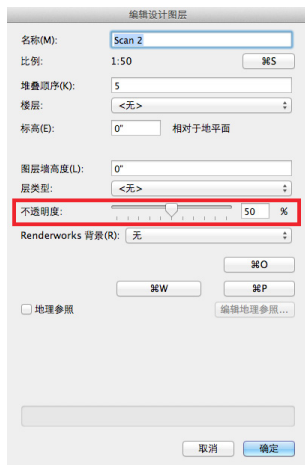 编辑设计图层
名称(M): Scan 2
比例: 1:50 ⌘S
堆叠顺序(K): 5
楼层: <无>
标高(E): 0" 相对于地平面
图层墙高度(L): 0"
层类型: <无>
不透明度: 50 %
Renderworks 背景(R): 无
⌘O
⌘W ⌘P
地理参照 编辑地理参照...
取消 确定